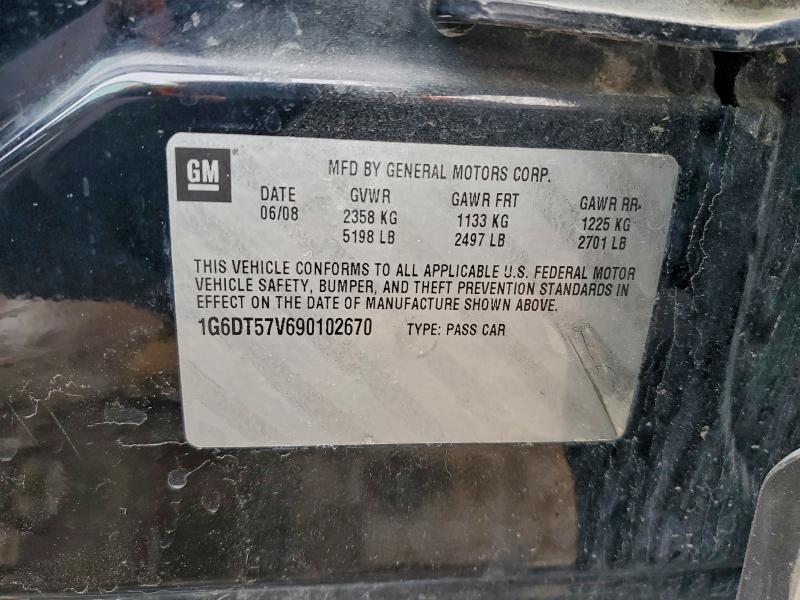 GM
MFD BY GENERAL MOTORS CORP.
DATE GVWR GAWR FRT GAWR RR
06/08 2358 KG 1133 KG 1225 KG
5198 LB 2497 LB 2701 LB
THIS VEHICLE CONFORMS TO ALL APPLICABLE U.S. FEDERAL MOTOR
VEHICLE SAFETY, BUMPER, AND THEFT PREVENTION STANDARDS IN
EFFECT ON THE DATE OF MANUFACTURE SHOWN ABOVE.
1G6DT57V690102670 TYPE: PASS CAR